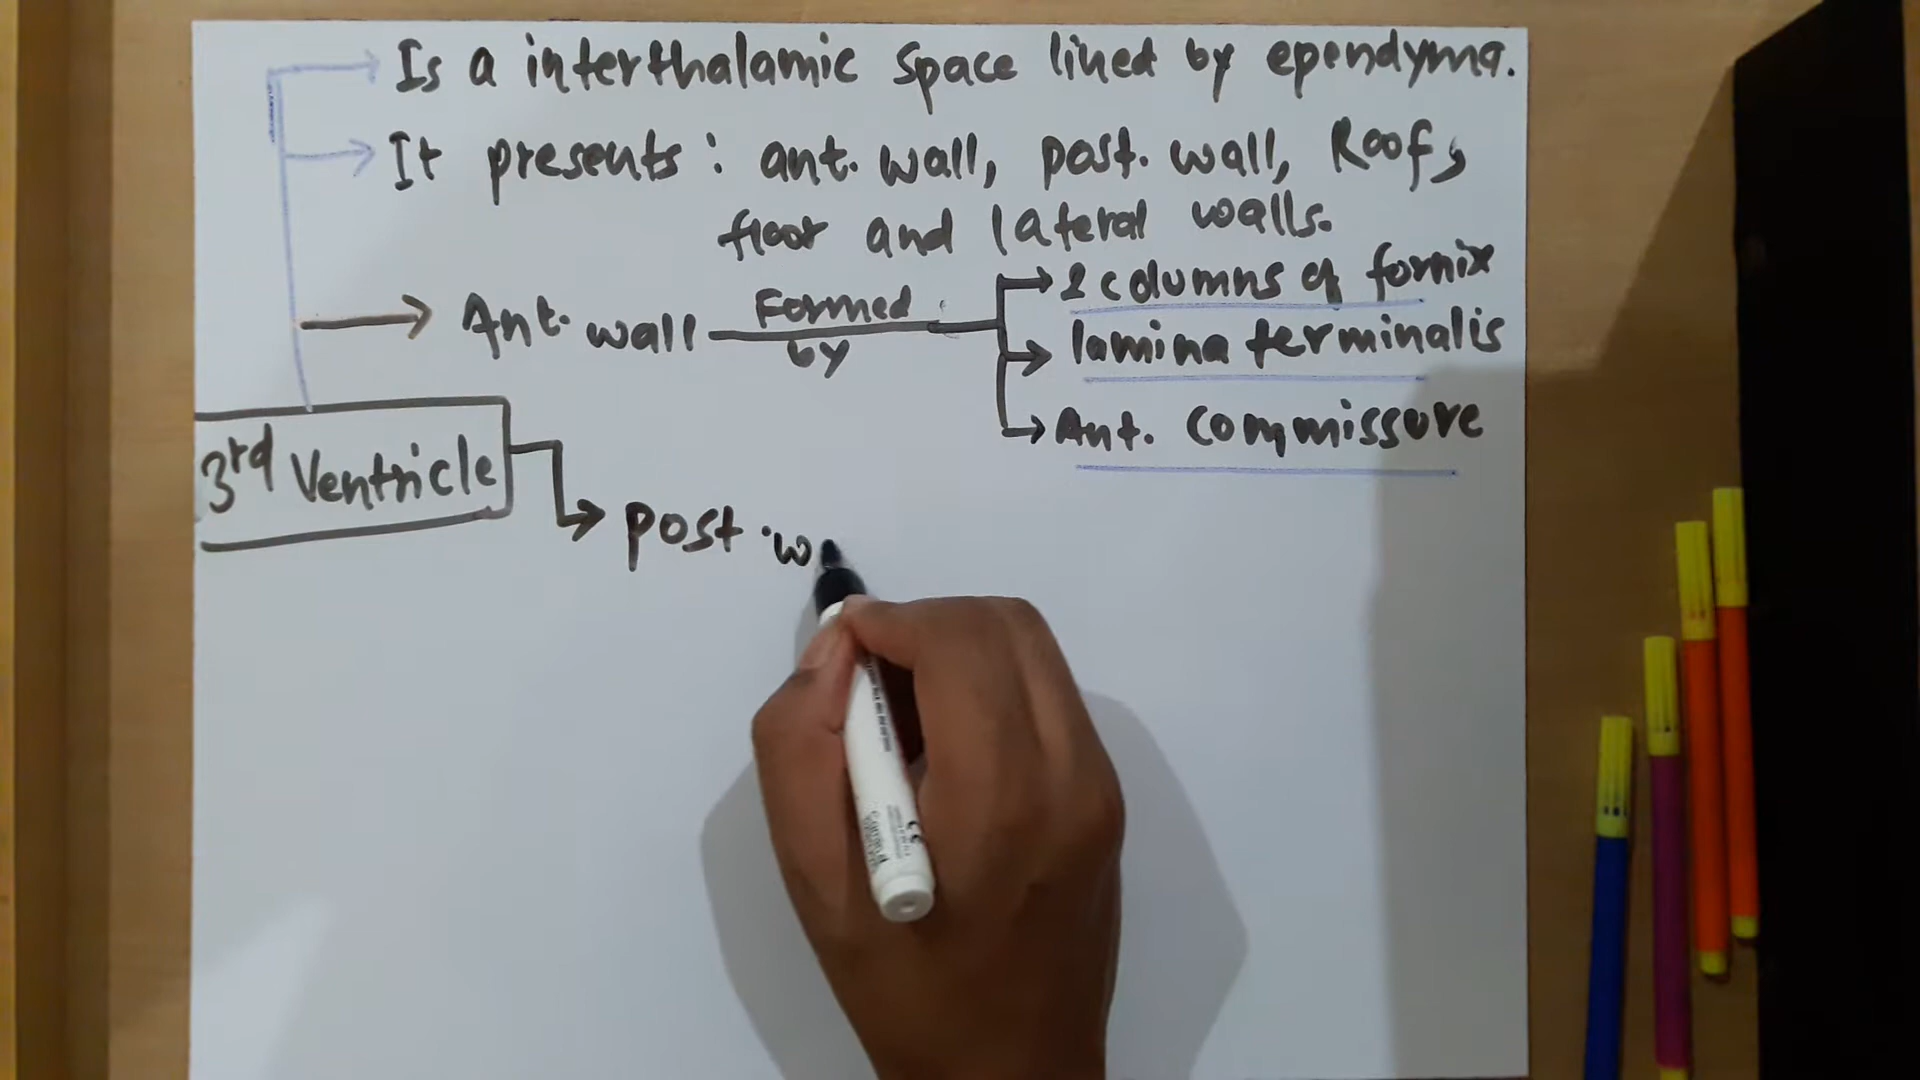 Is a interthalamic space lined by ependyma.
It presents: ant. wall, post. wall, Roof,
floor and lateral walls.
Ant. wall Formed by
2 columns of fornix
lamina terminalis
Ant. commissure
3rd Ventricle
post. w